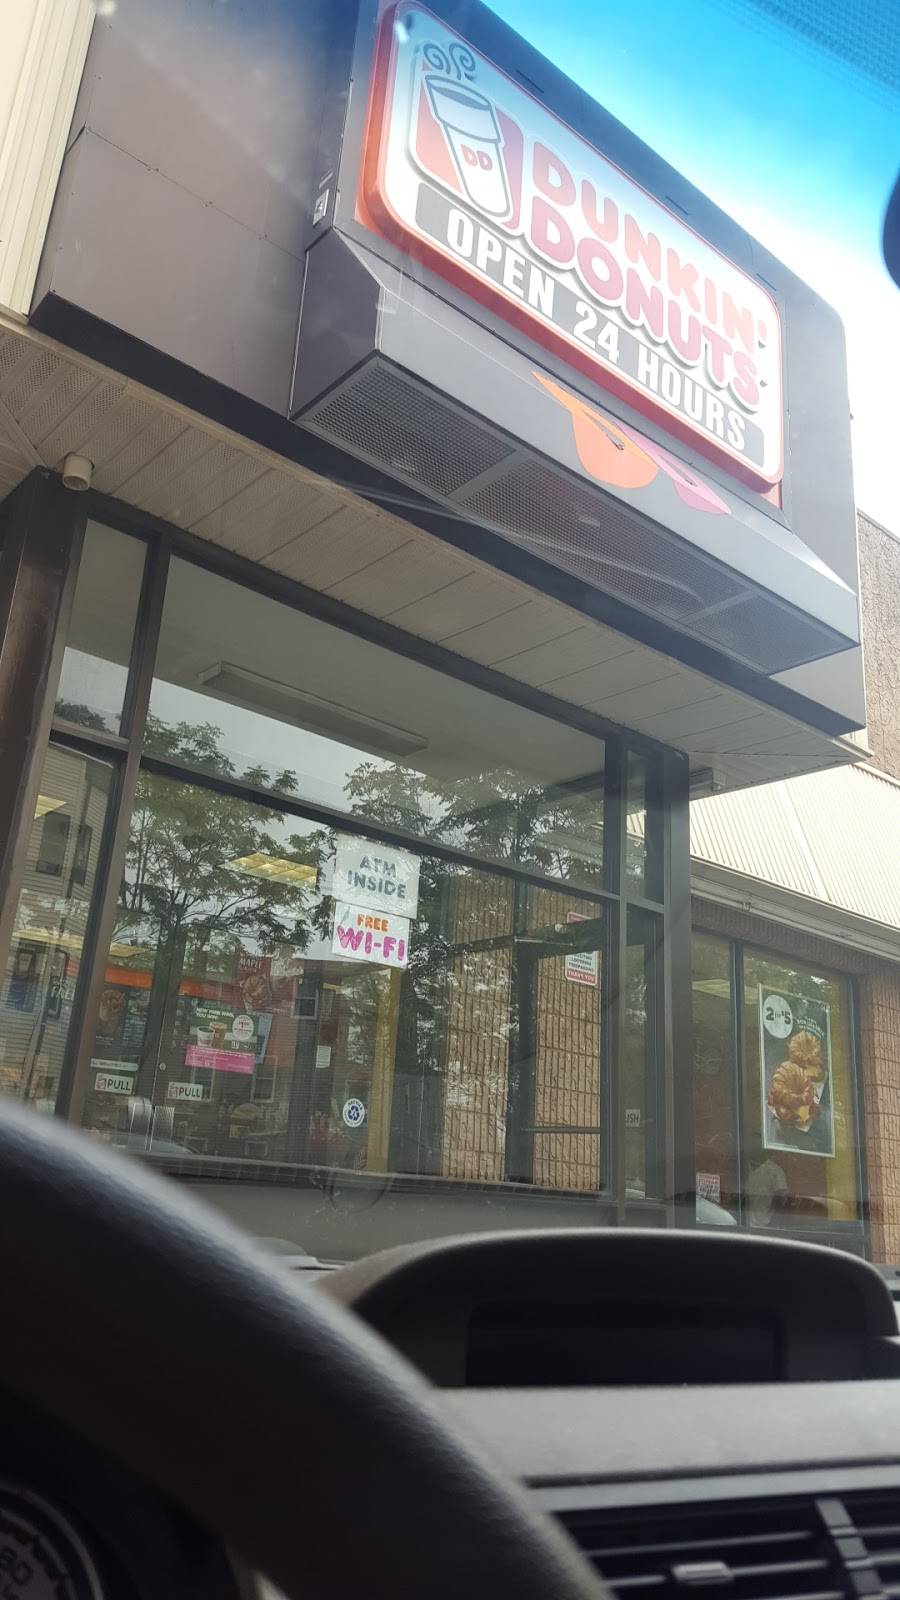 DD
DUNKIN'
DONUTS
OPEN 24 HOURS
ATM
INSIDE
FREE
WI-FI
PULL
PULL
2 for $5